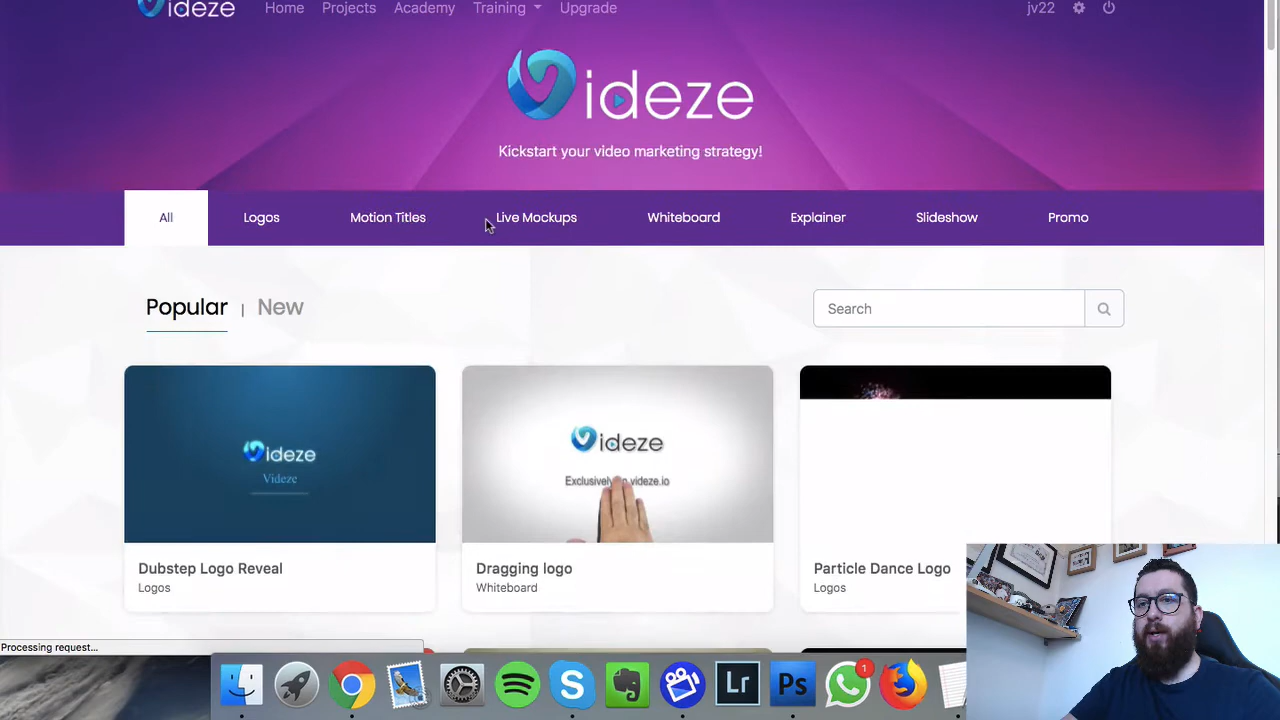 ideze Home Projects Academy Training Upgrade jv22
ideze
Kickstart your video marketing strategy!
All Logos Motion Titles Live Mockups Whiteboard Explainer Slideshow Promo
Popular | New Search
ideze
Videze
ideze
Exclusively on videze.io
Dubstep Logo Reveal
Logos
Dragging logo
Whiteboard
Particle Dance Logo
Logos
Processing request...
S
Lr
Ps
1